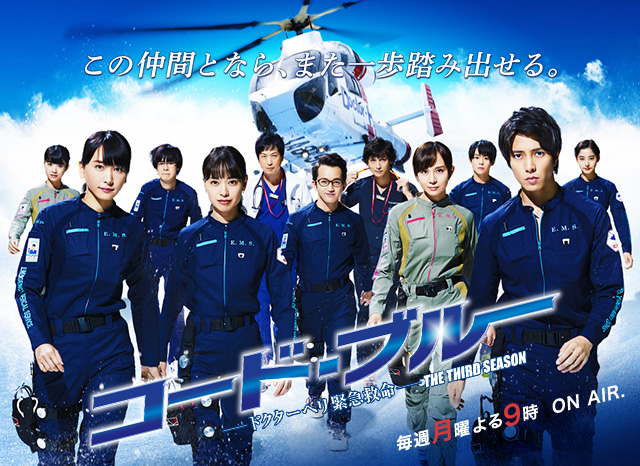 この仲間となら、また一歩踏み出せる。
Doctor-Heli
E. M. S.
E. M. S.
E. M. S.
E. M. S.
E. M. S.
コード・ブルー
―ドクターヘリ緊急救命― THE THIRD SEASON
毎週月曜よる9時 ON AIR.